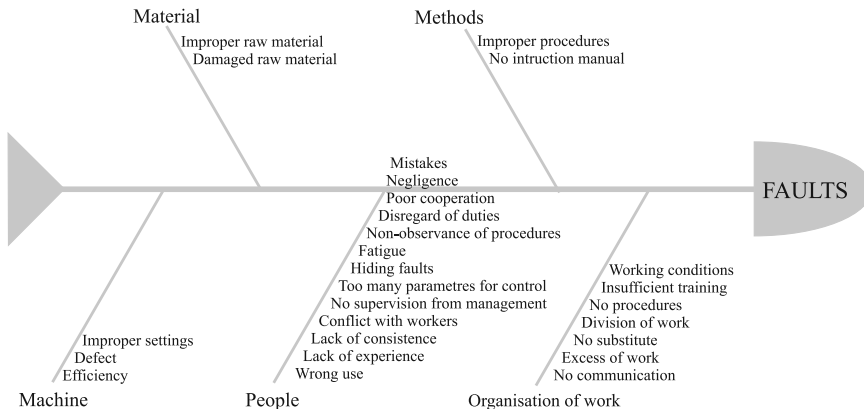 Material
Improper raw material
Damaged raw material
Methods
Improper procedures
No intruction manual
FAULTS
Machine
Improper settings
Defect
Efficiency
People
Mistakes
Negligence
Poor cooperation
Disregard of duties
Non-observance of procedures
Fatigue
Hiding faults
Too many parametres for control
No supervision from management
Conflict with workers
Lack of consistence
Lack of experience
Wrong use
Organisation of work
Working conditions
Insufficient training
No procedures
Division of work
No substitute
Excess of work
No communication